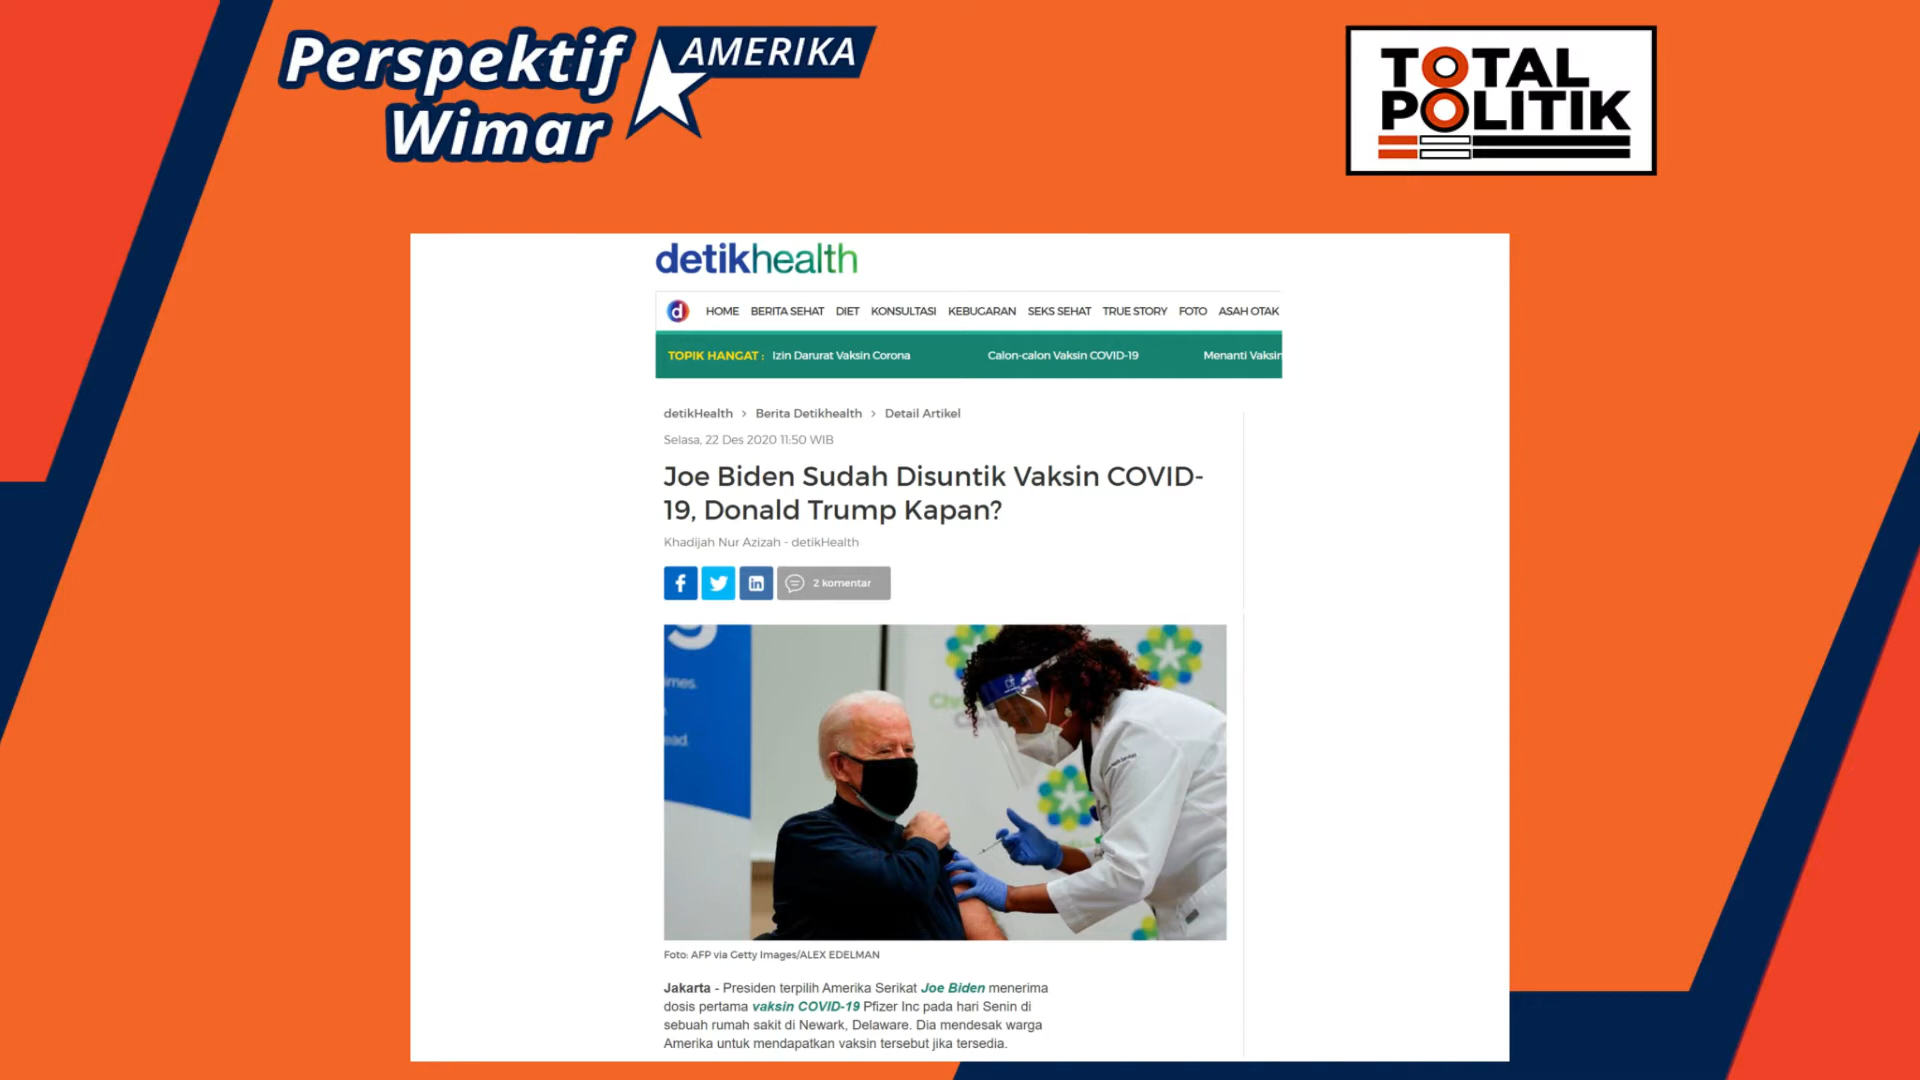 Perspektif
AMERIKA
Wimar
TOTAL
POLITIK
detikhealth
d HOME BERITA SEHAT DIET KONSULTASI KEBUGARAN SEKS SEHAT TRUE STORY FOTO ASAH OTAK
TOPIK HANGAT : Izin Darurat Vaksin Corona Calon-calon Vaksin COVID-19 Menanti Vaksin
detikHealth > Berita Detikhealth > Detail Artikel
Selasa, 22 Des 2020 11:50 WIB
Joe Biden Sudah Disuntik Vaksin COVID-
19, Donald Trump Kapan?
Khadijah Nur Azizah - detikHealth
f in 2 komentar
Foto: AFP via Getty Images/ALEX EDELMAN
Jakarta - Presiden terpilih Amerika Serikat Joe Biden menerima
dosis pertama vaksin COVID-19 Pfizer Inc pada hari Senin di
sebuah rumah sakit di Newark, Delaware. Dia mendesak warga
Amerika untuk mendapatkan vaksin tersebut jika tersedia.